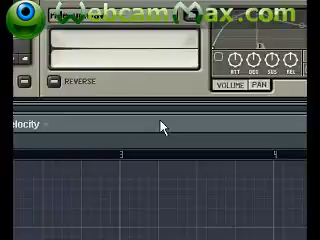 WebcamMax.com
REVERSE
ATT DEC SUS REL
VOLUME PAN
elocity
3 4